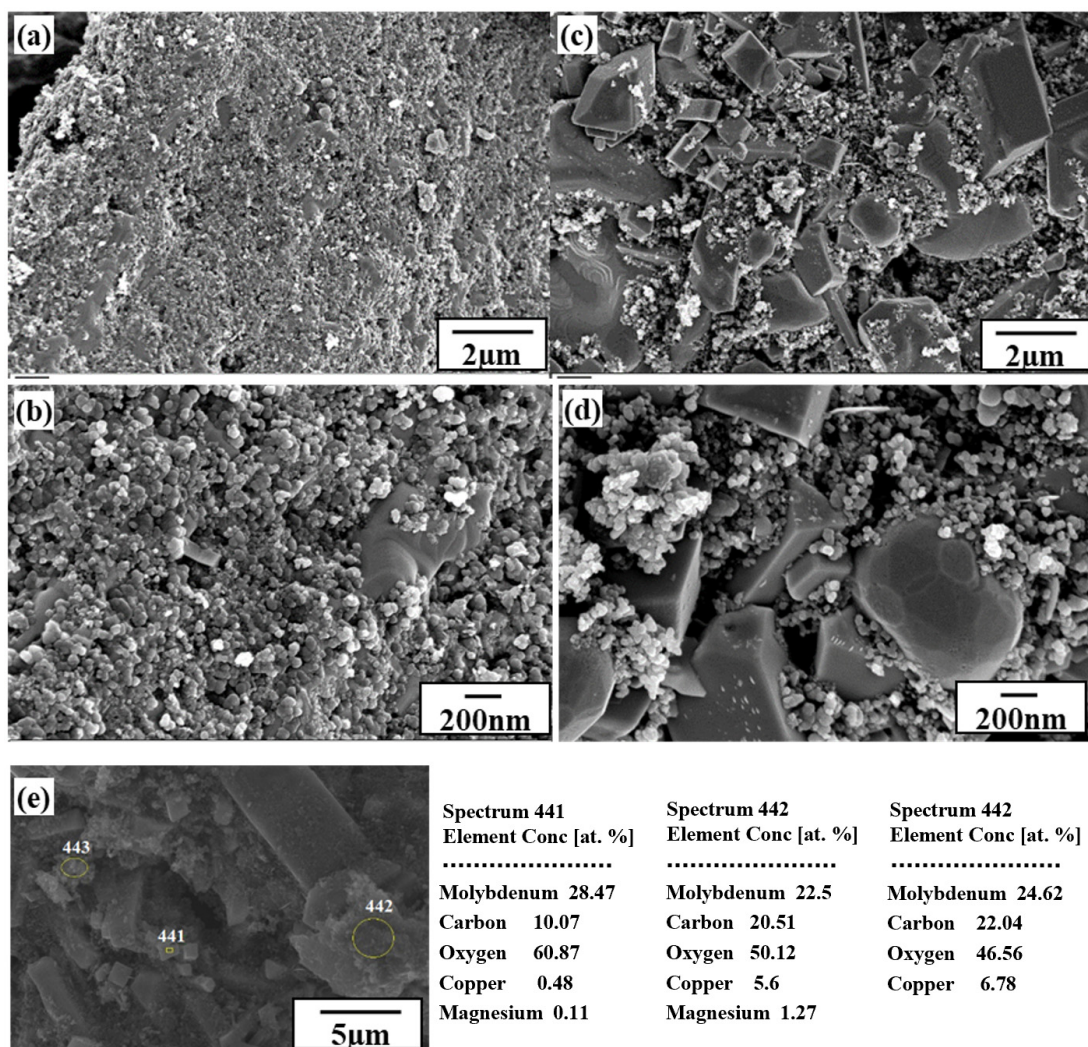 (a)
2μm
(c)
2μm
(b)
200nm
(d)
200nm
(e)
443
441
442
5μm
Spectrum 441
Element Conc [at. %]
......................
Molybdenum 28.47
Carbon 10.07
Oxygen 60.87
Copper 0.48
Magnesium 0.11
Spectrum 442
Element Conc [at. %]
......................
Molybdenum 22.5
Carbon 20.51
Oxygen 50.12
Copper 5.6
Magnesium 1.27
Spectrum 442
Element Conc [at. %]
......................
Molybdenum 24.62
Carbon 22.04
Oxygen 46.56
Copper 6.78